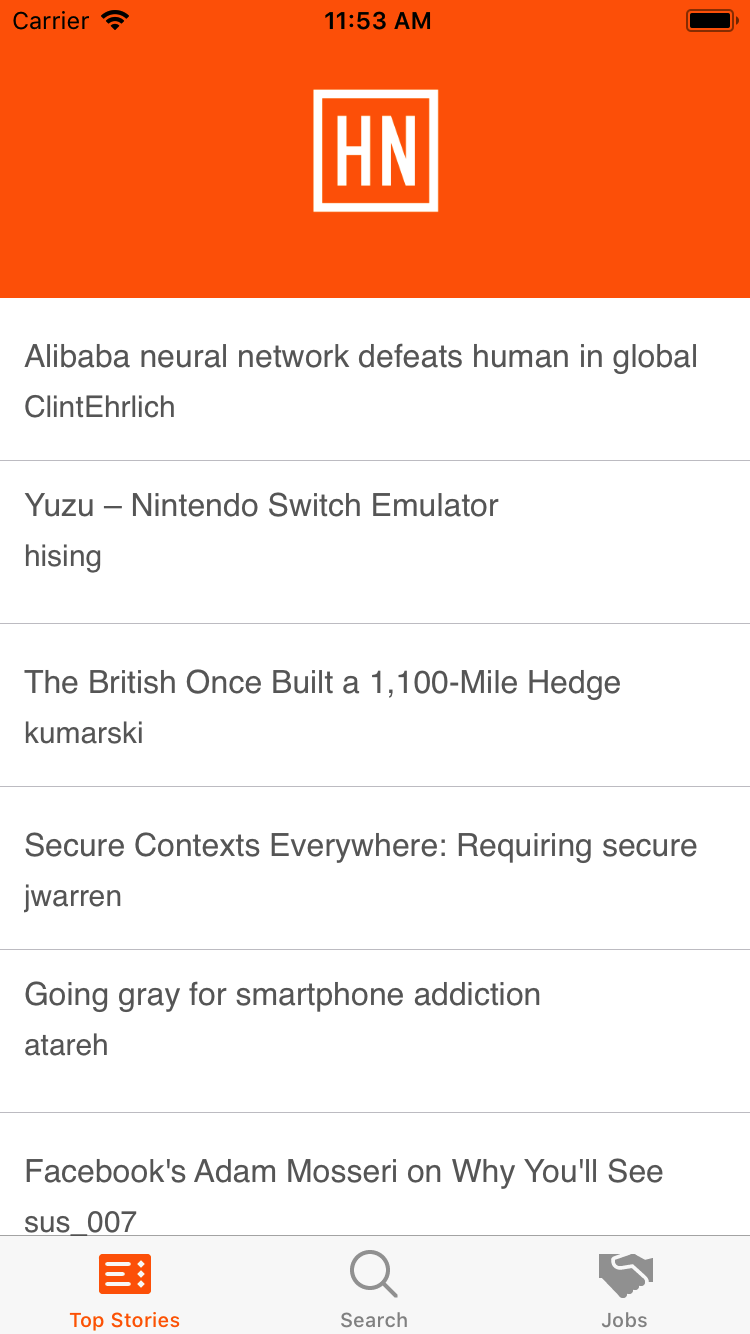 Carrier 11:53 AM
HN
Alibaba neural network defeats human in global
ClintEhrlich
Yuzu – Nintendo Switch Emulator
hising
The British Once Built a 1,100-Mile Hedge
kumarski
Secure Contexts Everywhere: Requiring secure
jwarren
Going gray for smartphone addiction
atareh
Facebook's Adam Mosseri on Why You'll See
sus_007
Top Stories Search Jobs